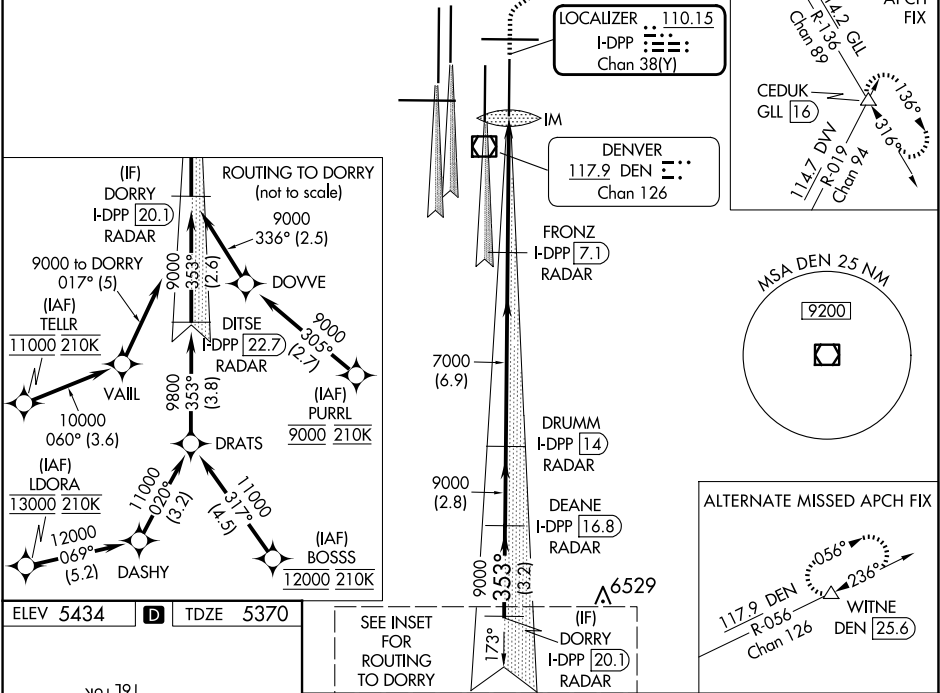 LOCALIZER 110.15
I-DPP
Chan 38(Y)
IM
DENVER
117.9 DEN
Chan 126
FRONZ
I-DPP 7.1
RADAR
7000
(6.9)
DRUMM
I-DPP 14
RADAR
9000
(2.8)
DEANE
I-DPP 16.8
RADAR
9000
353°
(3.2)
6529
173°
(IF)
DORRY
I-DPP 20.1
RADAR
SEE INSET
FOR
ROUTING
TO DORRY
APCH
FIX
114.2 GLL
R-136
Chan 89
CEDUK
GLL 16
136°
316°
114.7 DVV
R-019
Chan 94
MSA DEN 25 NM
9200
ALTERNATE MISSED APCH FIX
056°
236°
117.9 DEN
R-056
Chan 126
WITNE
DEN 25.6
ROUTING TO DORRY
(not to scale)
(IF)
DORRY
I-DPP 20.1
RADAR
9000
336° (2.5)
9000
353°
(2.6)
DOVVE
9000 to DORRY
017° (5)
(IAF)
TELLR
11000 210K
VAIIL
10000
060° (3.6)
DITSE
I-DPP 22.7
RADAR
9000
305°
(2.7)
(IAF)
PURRL
9000 210K
9800
353°
(3.8)
DRATS
(IAF)
LDORA
13000 210K
12000
069°
(5.2)
DASHY
11000
020°
(3.2)
11000
317°
(4.5)
(IAF)
BOSSS
12000 210K
ELEV 5434 D TDZE 5370